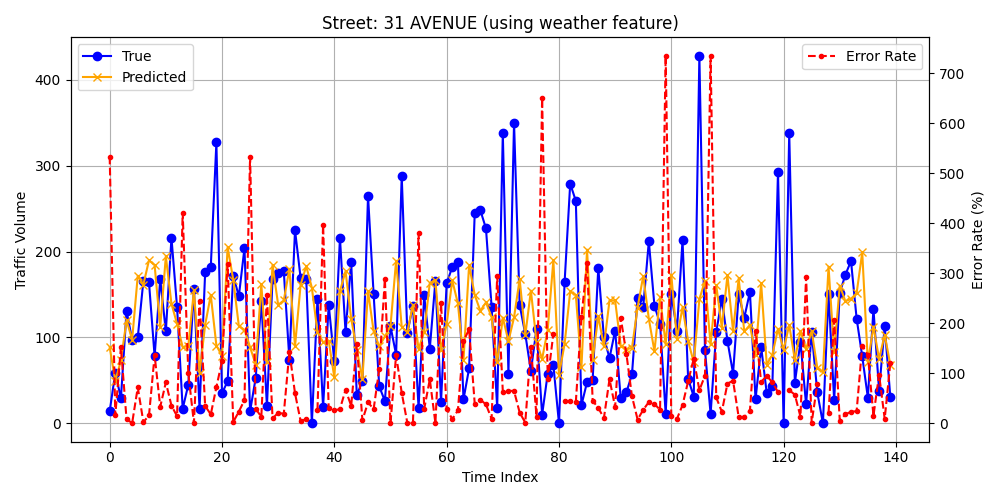 Street: 31 AVENUE (using weather feature)
True
Predicted
Error Rate
Traffic Volume
400
300
200
100
0
700
600
500
400
300
200
100
0
Error Rate (%)
0 20 40 60 80 100 120 140
Time Index